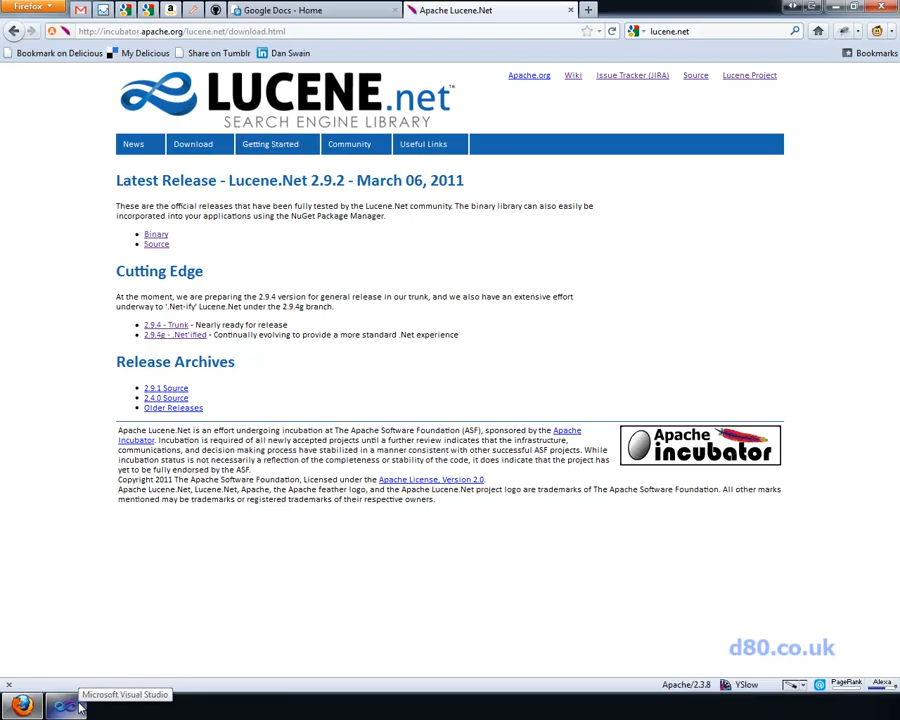 Firefox
Google Docs - Home
Apache Lucene.Net
http://incubator.apache.org/lucene.net/download.html
lucene.net
Bookmark on Delicious
My Delicious
Share on Tumblr
Dan Swain
Bookmarks
LUCENE.net™
SEARCH ENGINE LIBRARY
Apache.org
Wiki
Issue Tracker (JIRA)
Source
Lucene Project
News
Download
Getting Started
Community
Useful Links
Latest Release - Lucene.Net 2.9.2 - March 06, 2011
These are the official releases that have been fully tested by the Lucene.Net community. The binary library can also easily be
incorporated into your applications using the NuGet Package Manager.
Binary
Source
Cutting Edge
At the moment, we are preparing the 2.9.4 version for general release in our trunk, and we also have an extensive effort
underway to '.Net-ify' Lucene.Net under the 2.9.4g branch.
2.9.4 - Trunk - Nearly ready for release
2.9.4g - .Net'ified - Continually evolving to provide a more standard .Net experience
Release Archives
2.9.1 Source
2.4.0 Source
Older Releases
Apache Lucene.Net is an effort undergoing incubation at The Apache Software Foundation (ASF), sponsored by the Apache
Incubator. Incubation is required of all newly accepted projects until a further review indicates that the infrastructure,
communications, and decision making process have stabilized in a manner consistent with other successful ASF projects. While
incubation status is not necessarily a reflection of the completeness or stability of the code, it does indicate that the project has
yet to be fully endorsed by the ASF.
Copyright 2011 The Apache Software Foundation, Licensed under the Apache License, Version 2.0.
Apache Lucene.Net, Lucene.Net, Apache, the Apache feather logo, and the Apache Lucene.Net project logo are trademarks of The Apache Software Foundation. All other marks
mentioned may be trademarks or registered trademarks of their respective owners.
Apache
incubator
d80.co.uk
Apache/2.3.8
YSlow
PageRank
Alexa
Microsoft Visual Studio